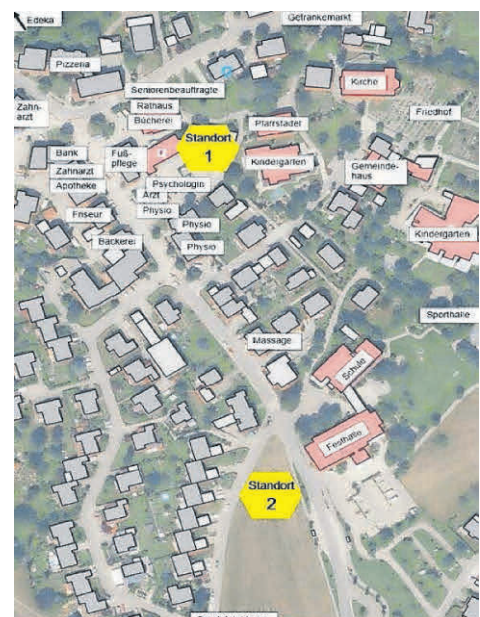 Edeka
Getränkemarkt
Pizzeria
Kirche
Seniorenbeauftragte
Zahn-
arzt
Rathaus
Bücherei
Friedhof
Pfarrstadel
Standort
1
Bank
Fuß-
pflege
Kindergarten
Gemeinde-
haus
Zahnarzt
Apotheke
Psychologin
Arzt
Friseur
Physio
Physio
Kindergarten
Bäckerei
Physio
Sporthalle
Massage
Schule
Festhalle
Standort
2